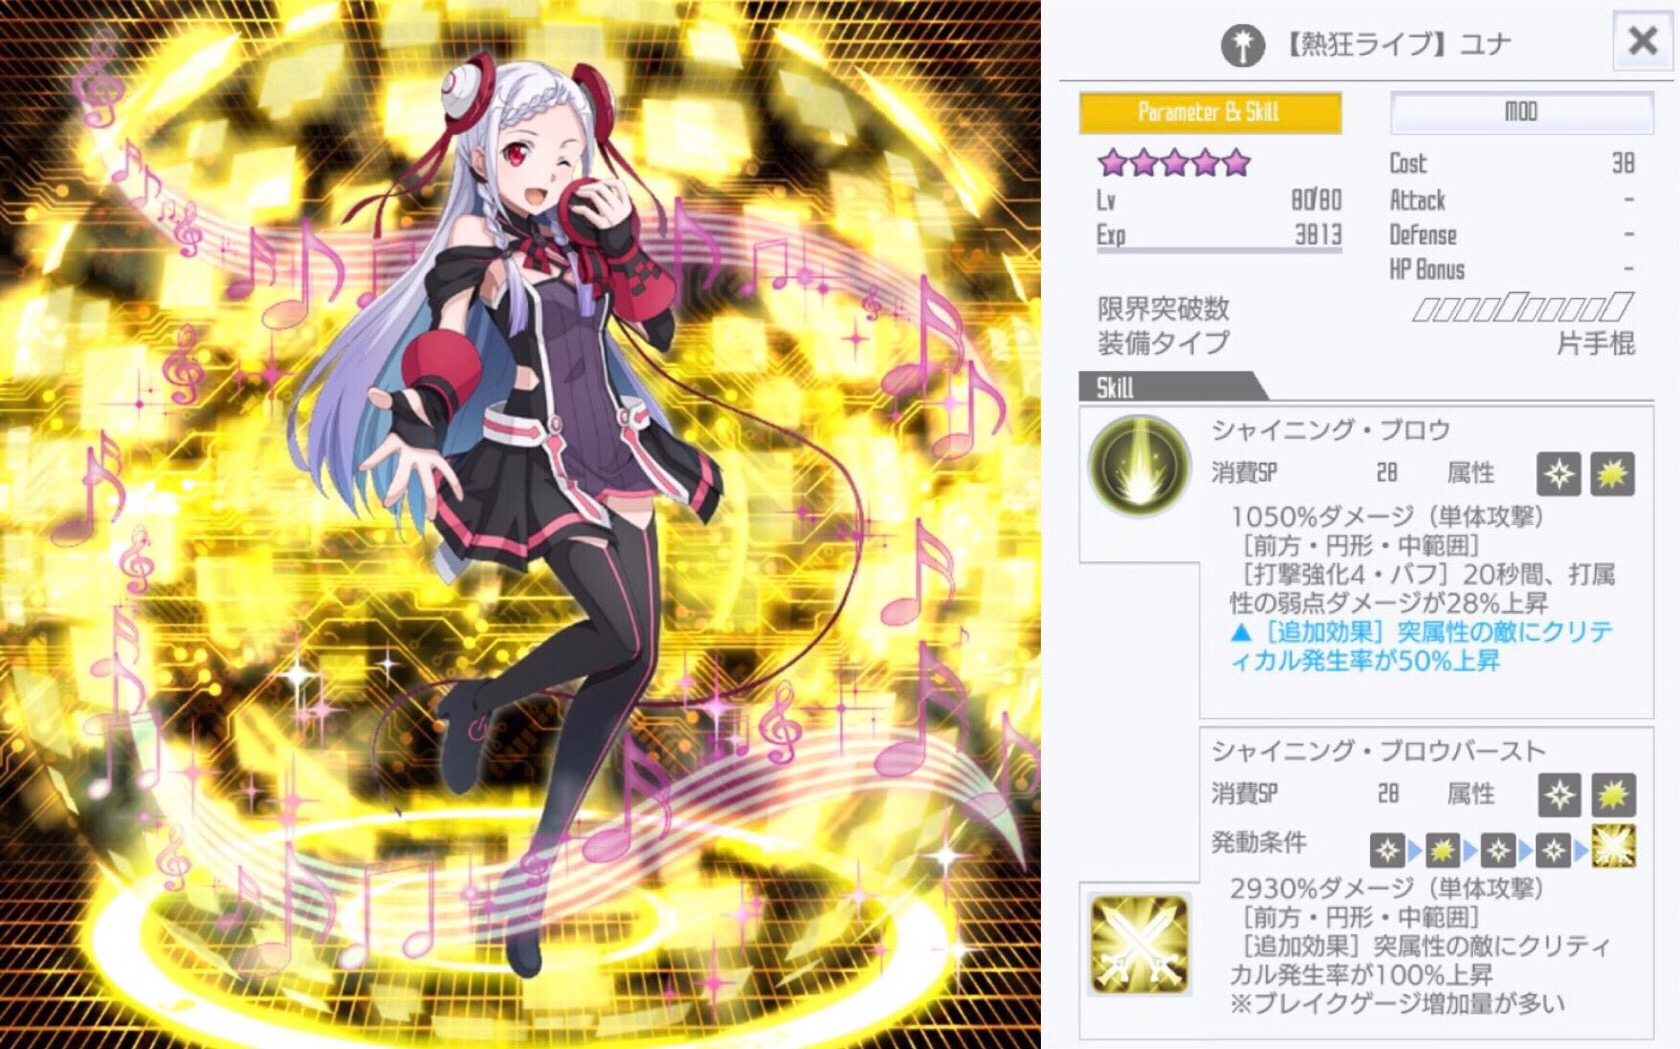 【熱狂ライブ】ユナ
Parameter & Skill
MOD
Lv 80/80
Exp 3813
Cost 38
Attack -
Defense -
HP Bonus -
限界突破数
装備タイプ 片手棍
Skill
シャイニング・ブロウ
消費SP 28 属性
1050%ダメージ（単体攻撃）
［前方・円形・中範囲］
［打撃強化4・バフ］20秒間、打属
性の弱点ダメージが28%上昇
▲［追加効果］突属性の敵にクリテ
ィカル発生率が50%上昇
シャイニング・ブロウバースト
消費SP 28 属性
発動条件
2930%ダメージ（単体攻撃）
［前方・円形・中範囲］
［追加効果］突属性の敵にクリティ
カル発生率が100%上昇
※ブレイクゲージ増加量が多い